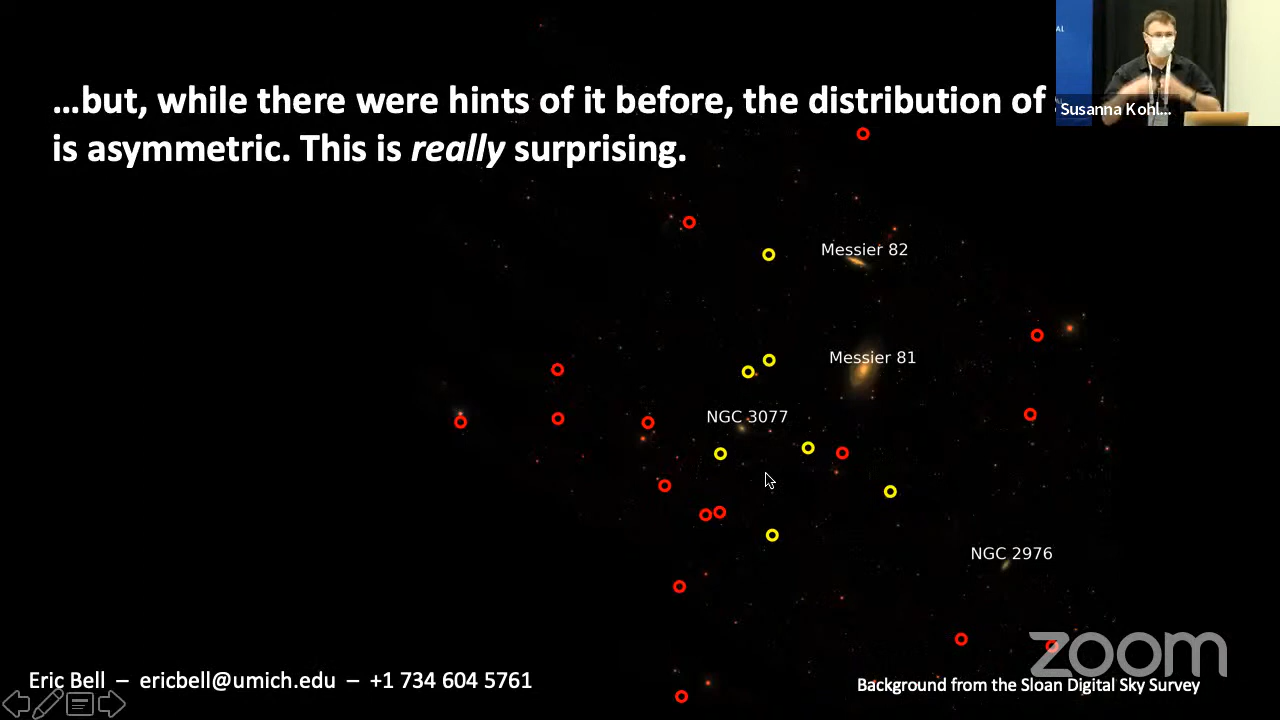 …but, while there were hints of it before, the distribution of
is asymmetric. This is really surprising.
AL
Susanna Kohl...
Messier 82
Messier 81
NGC 3077
NGC 2976
zoom
Eric Bell – ericbell@umich.edu – +1 734 604 5761
Background from the Sloan Digital Sky Survey